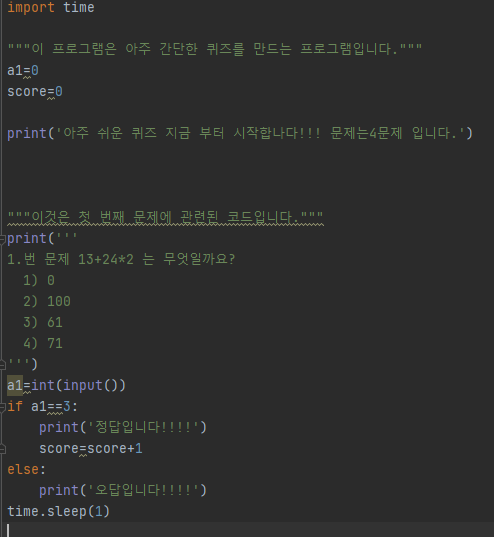 import time
"""이 프로그램은 아주 간단한 퀴즈를 만드는 프로그램입니다."""
a1=0
score=0
print('아주 쉬운 퀴즈 지금 부터 시작합나다!!! 문제는4문제 입니다.')
"""이것은 첫 번째 문제에 관련된 코드입니다."""
print('''
1.번 문제 13+24*2 는 무엇일까요?
  1) 0
  2) 100
  3) 61
  4) 71
''')
a1=int(input())
if a1==3:
    print('정답입니다!!!!')
    score=score+1
else:
    print('오답입니다!!!!')
time.sleep(1)